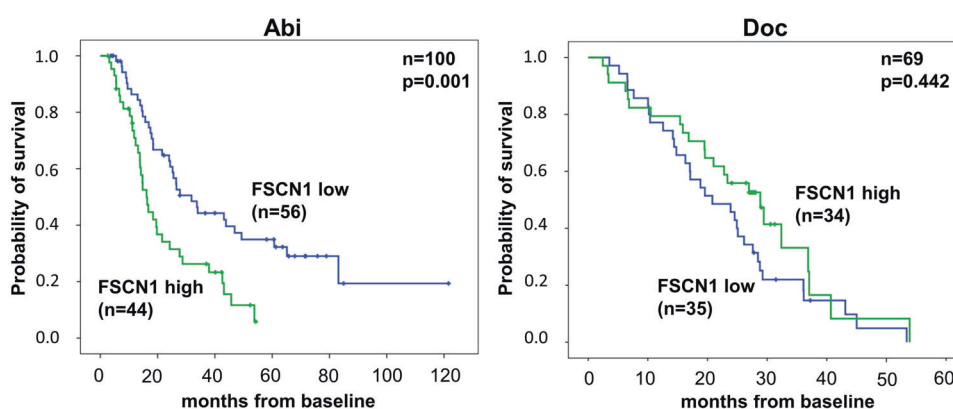 Abi
n=100
p=0.001
Probability of survival
1.0
0.8
0.6
0.4
0.2
0.0
FSCN1 low
(n=56)
FSCN1 high
(n=44)
0 20 40 60 80 100 120
months from baseline
Doc
n=69
p=0.442
Probability of survival
1.0
0.8
0.6
0.4
0.2
0.0
FSCN1 high
(n=34)
FSCN1 low
(n=35)
0 10 20 30 40 50 60
months from baseline